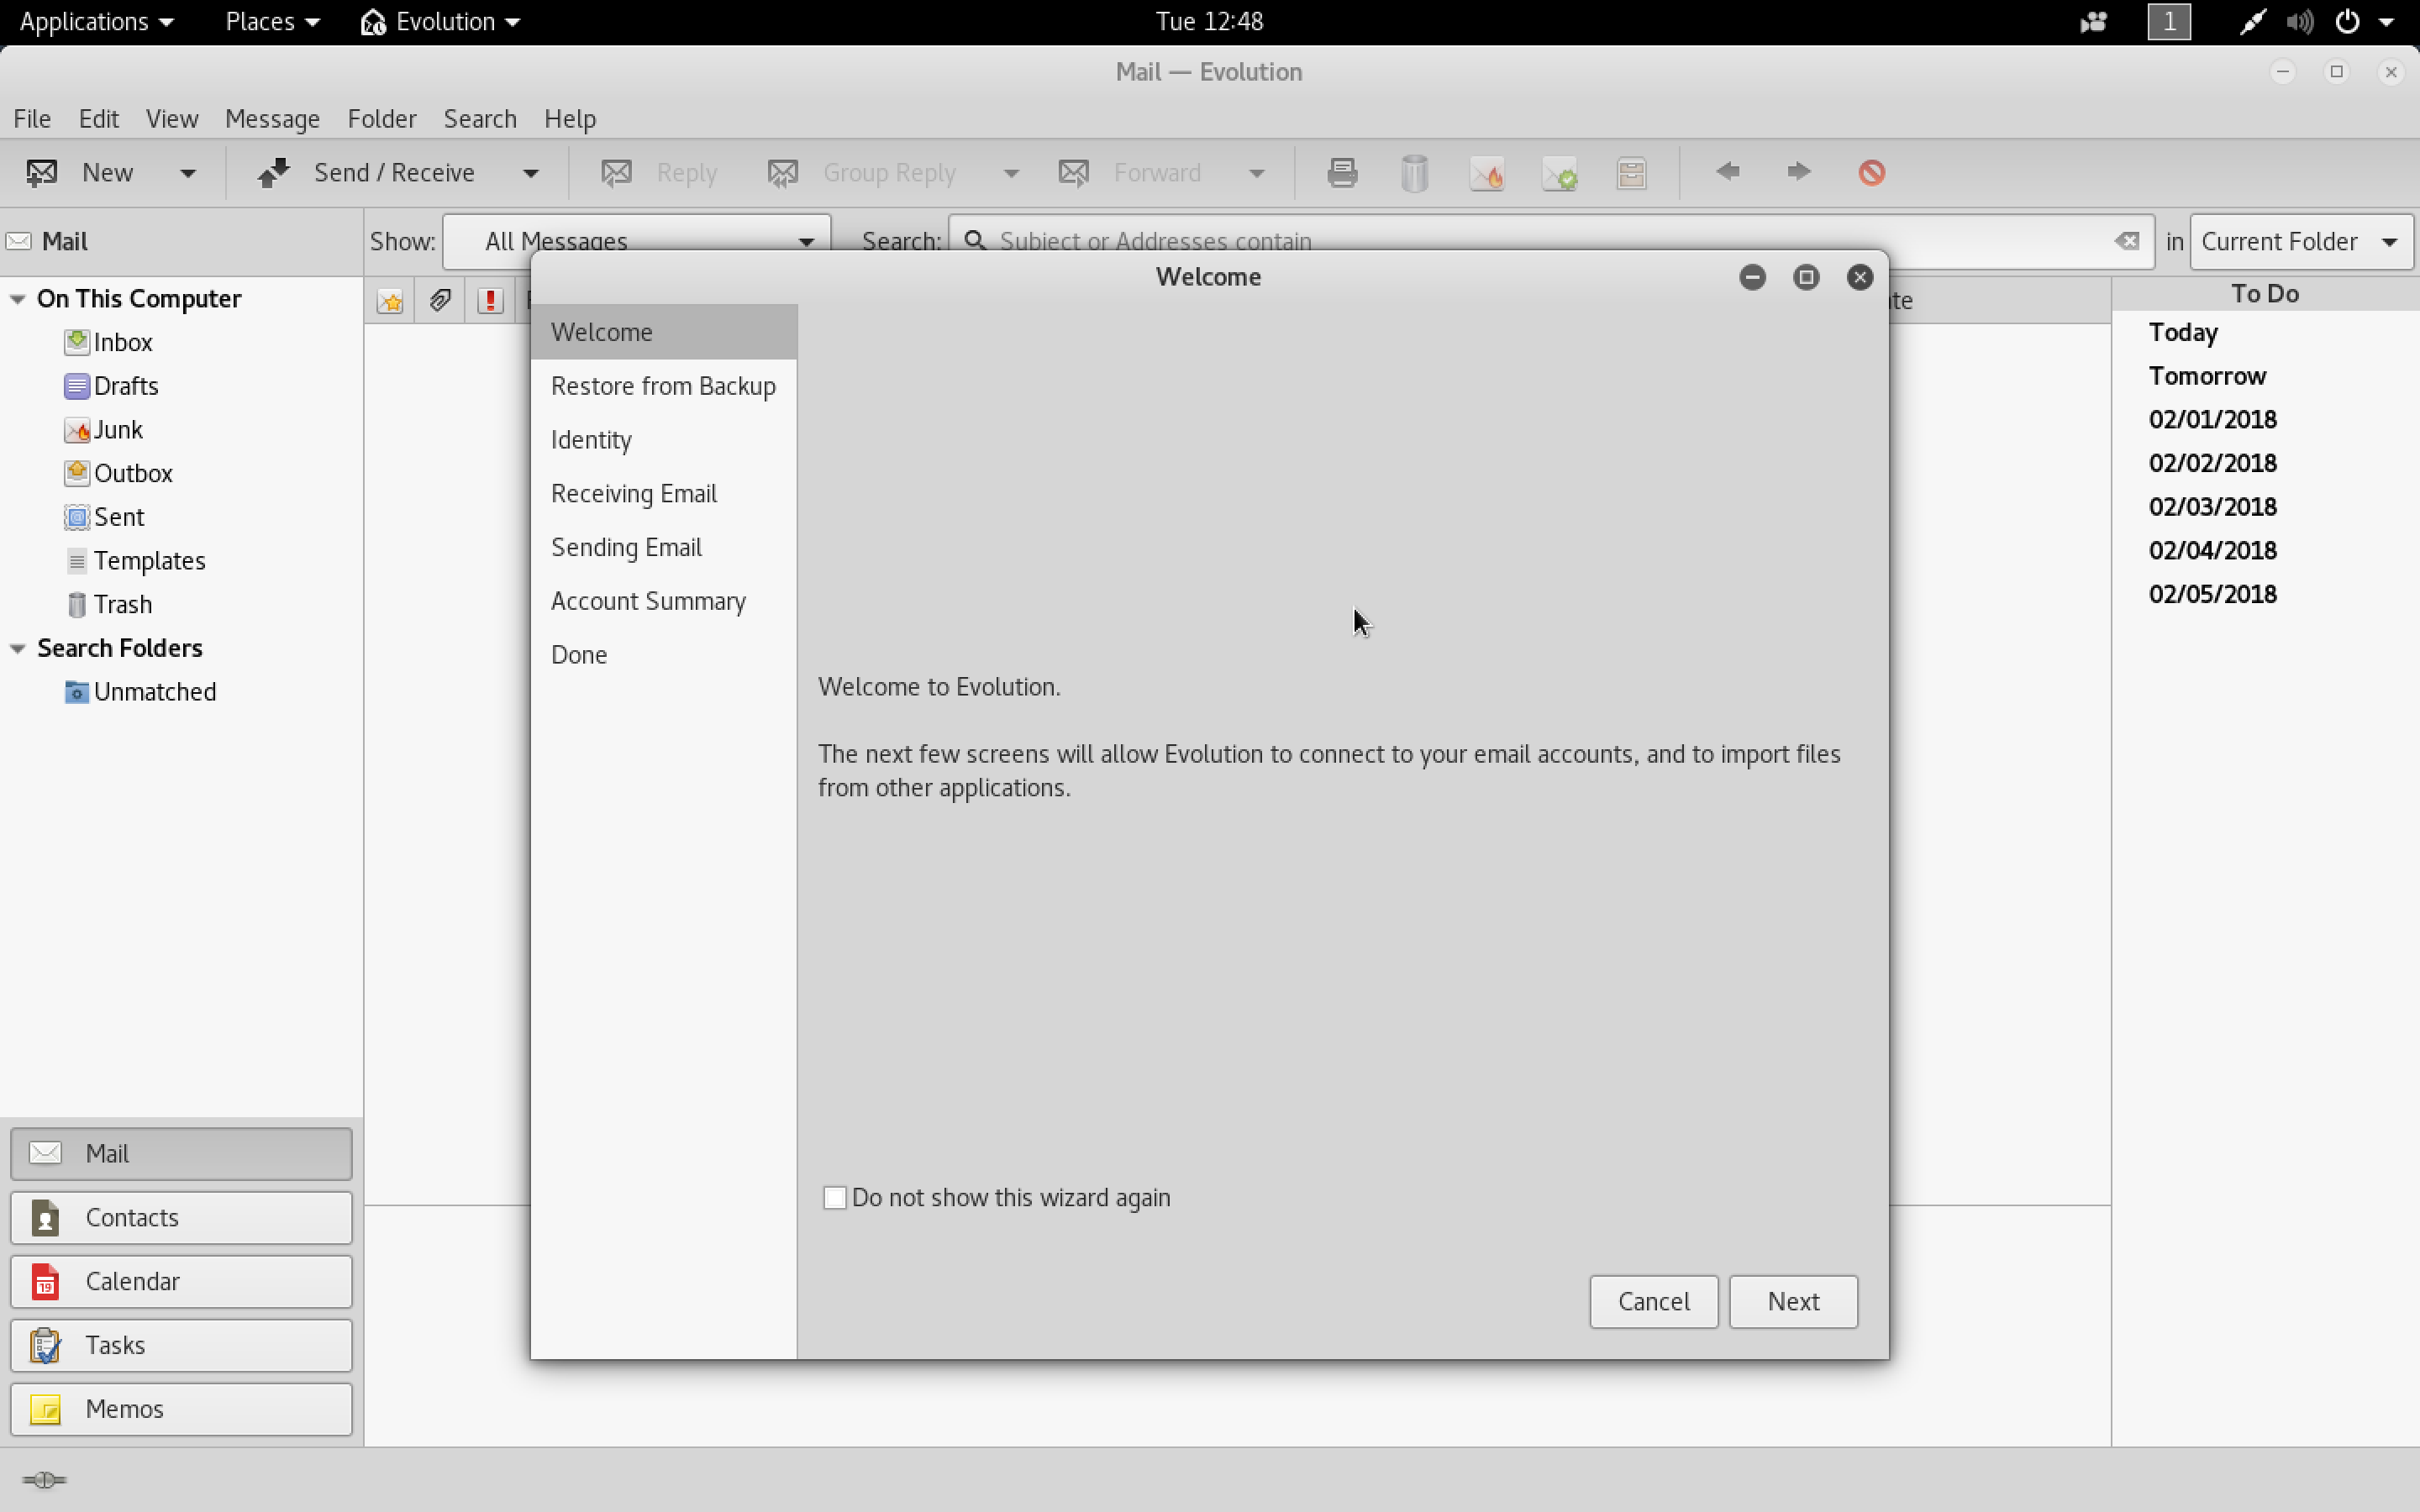 Applications Places Evolution Tue 12:48 1
Mail — Evolution
File Edit View Message Folder Search Help
New Send / Receive Reply Group Reply Forward
Mail Show: All Messages Search: Subject or Addresses contain in Current Folder
On This Computer
Inbox
Drafts
Junk
Outbox
Sent
Templates
Trash
Search Folders
Unmatched
Mail
Contacts
19
Calendar
Tasks
Memos
Welcome
Welcome
Restore from Backup
Identity
Receiving Email
Sending Email
Account Summary
Done
Welcome to Evolution.
The next few screens will allow Evolution to connect to your email accounts, and to import files
from other applications.
Do not show this wizard again
Cancel Next
To Do
Today
Tomorrow
02/01/2018
02/02/2018
02/03/2018
02/04/2018
02/05/2018